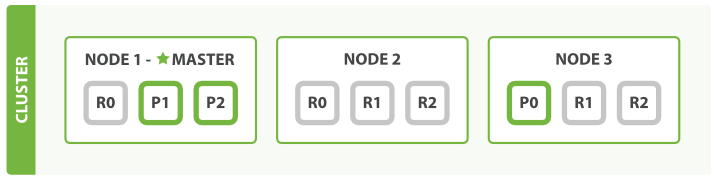 CLUSTER
NODE 1 - ★ MASTER
R0 P1 P2
NODE 2
R0 R1 R2
NODE 3
P0 R1 R2